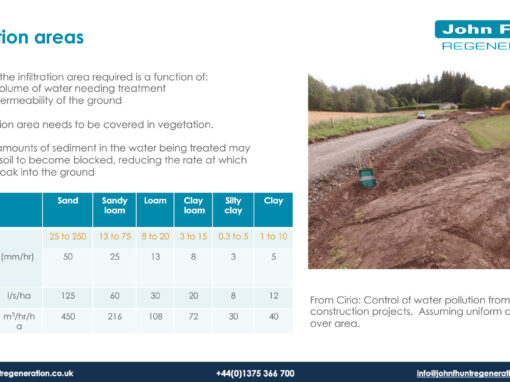 tion areas
John F
REGENER
the infiltration area required is a function of:
olume of water needing treatment
ermeability of the ground
ion area needs to be covered in vegetation.
amounts of sediment in the water being treated may
soil to become blocked, reducing the rate at which
oak into the ground
Sand Sandy loam Loam Clay loam Silty clay Clay
25 to 250 13 to 75 8 to 20 3 to 15 0.3 to 5 1 to 10
(mm/hr) 50 25 13 8 3 5
l/s/ha 125 60 30 20 8 12
m³/hr/ha 450 216 108 72 30 40
From Ciria: Control of water pollution from
construction projects. Assuming uniform c
over area.
tregeneration.co.uk +44(0)1375 366 700 info@johnfhuntregenerati